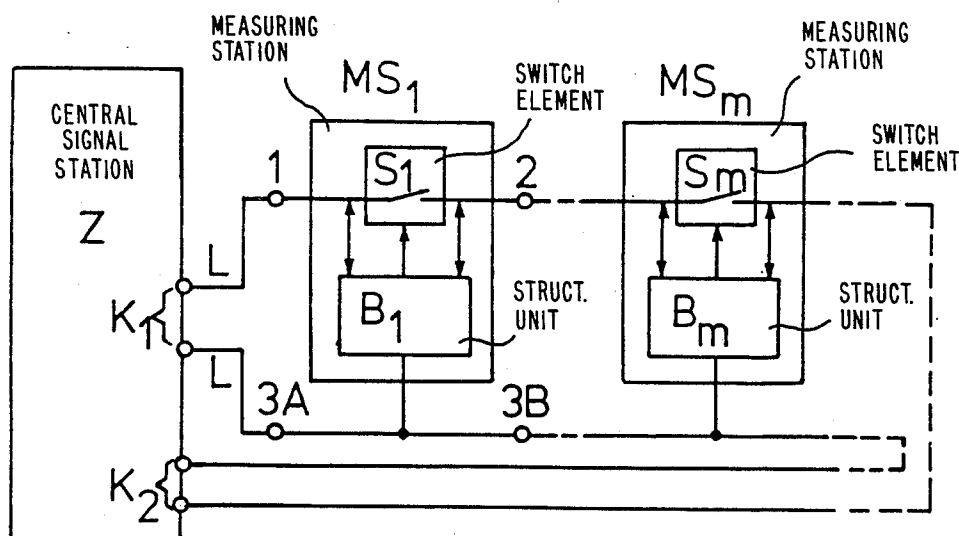 MEASURING
STATION
MEASURING
STATION
MS1
SWITCH
ELEMENT
MSm
SWITCH
ELEMENT
CENTRAL
SIGNAL
STATION
Z
1
S1
2
Sm
L
K1
B1
STRUCT.
UNIT
Bm
STRUCT.
UNIT
L
3A
3B
K2